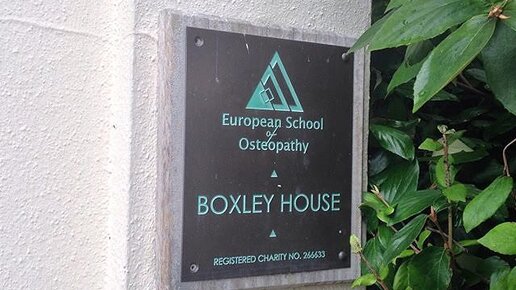 European School
of
Osteopathy
BOXLEY HOUSE
REGISTERED CHARITY NO. 266633